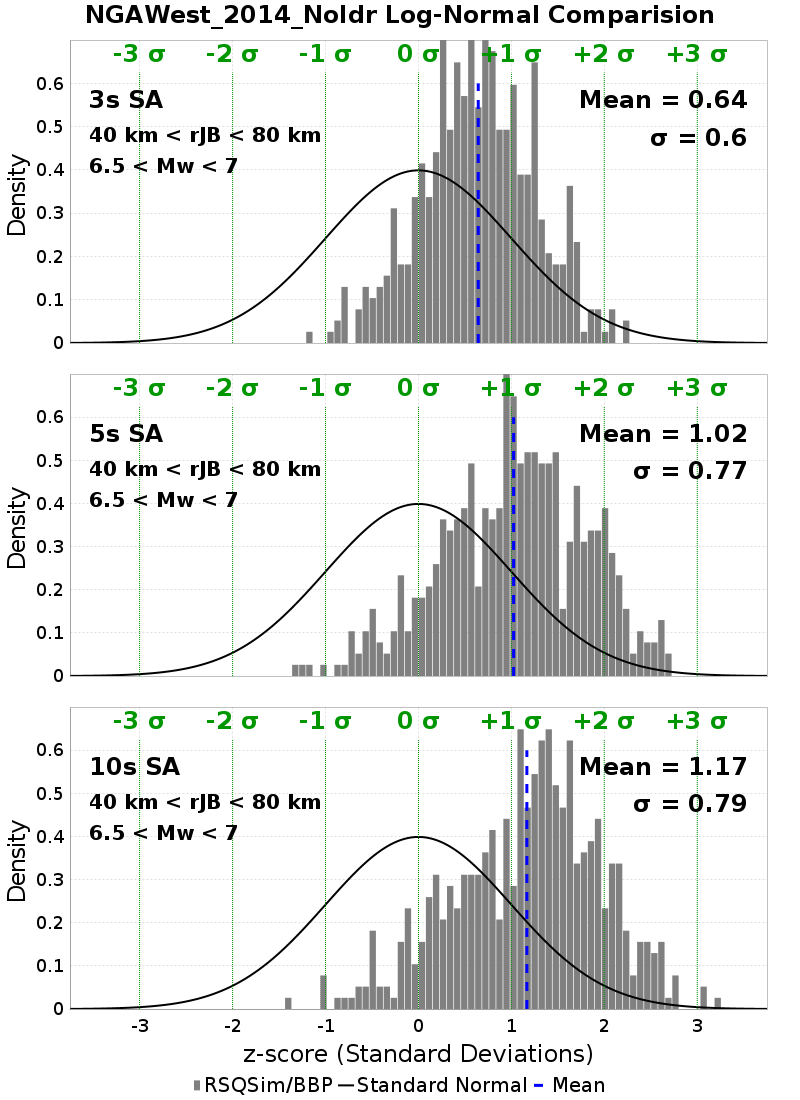 NGAWest_2014_NoIdr Log-Normal Comparision
-3 σ -2 σ -1 σ 0 σ +1 σ +2 σ +3 σ
0.6
3s SA Mean = 0.64
0.5
40 km < rJB < 80 km σ = 0.6
6.5 < Mw < 7
0.4
0.3
0.2
0.1
0
Density
-3 σ -2 σ -1 σ 0 σ +1 σ +2 σ +3 σ
0.6
5s SA Mean = 1.02
0.5
40 km < rJB < 80 km σ = 0.77
6.5 < Mw < 7
0.4
0.3
0.2
0.1
0
Density
-3 σ -2 σ -1 σ 0 σ +1 σ +2 σ +3 σ
0.6
10s SA Mean = 1.17
0.5
40 km < rJB < 80 km σ = 0.79
6.5 < Mw < 7
0.4
0.3
0.2
0.1
0
Density
-3 -2 -1 0 1 2 3
z-score (Standard Deviations)
RSQSim/BBP Standard Normal Mean